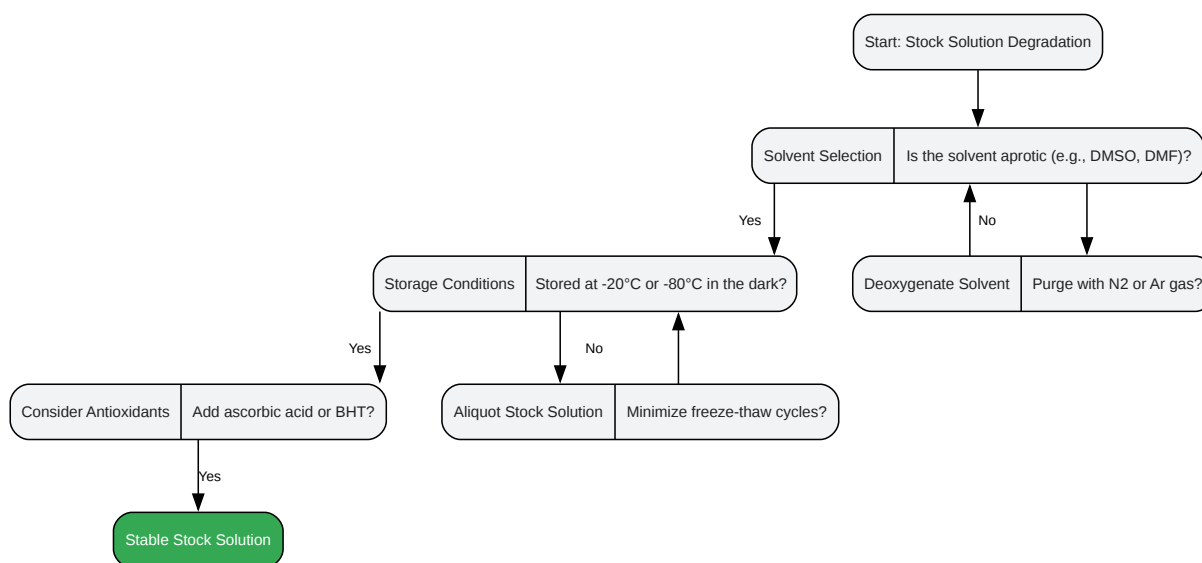 Start: Stock Solution Degradation
Solvent Selection
Is the solvent aprotic (e.g., DMSO, DMF)?
Yes
No
Storage Conditions
Stored at -20°C or -80°C in the dark?
Deoxygenate Solvent
Purge with N2 or Ar gas?
Yes
No
Consider Antioxidants
Add ascorbic acid or BHT?
Aliquot Stock Solution
Minimize freeze-thaw cycles?
Yes
Stable Stock Solution